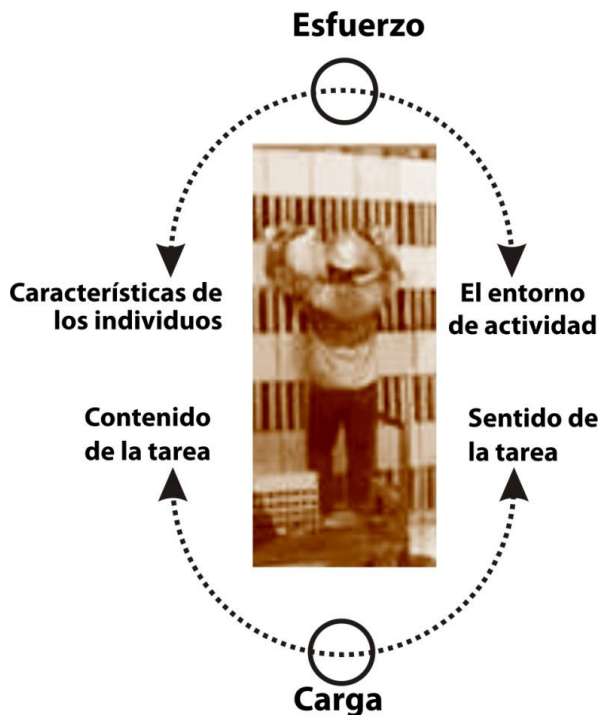 Esfuerzo
Características de
los individuos
El entorno
de actividad
Contenido
de la tarea
Sentido de
la tarea
Carga